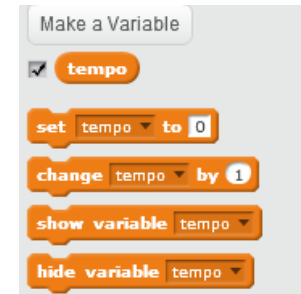 Make a Variable
tempo
set tempo to 0
change tempo by 1
show variable tempo
hide variable tempo